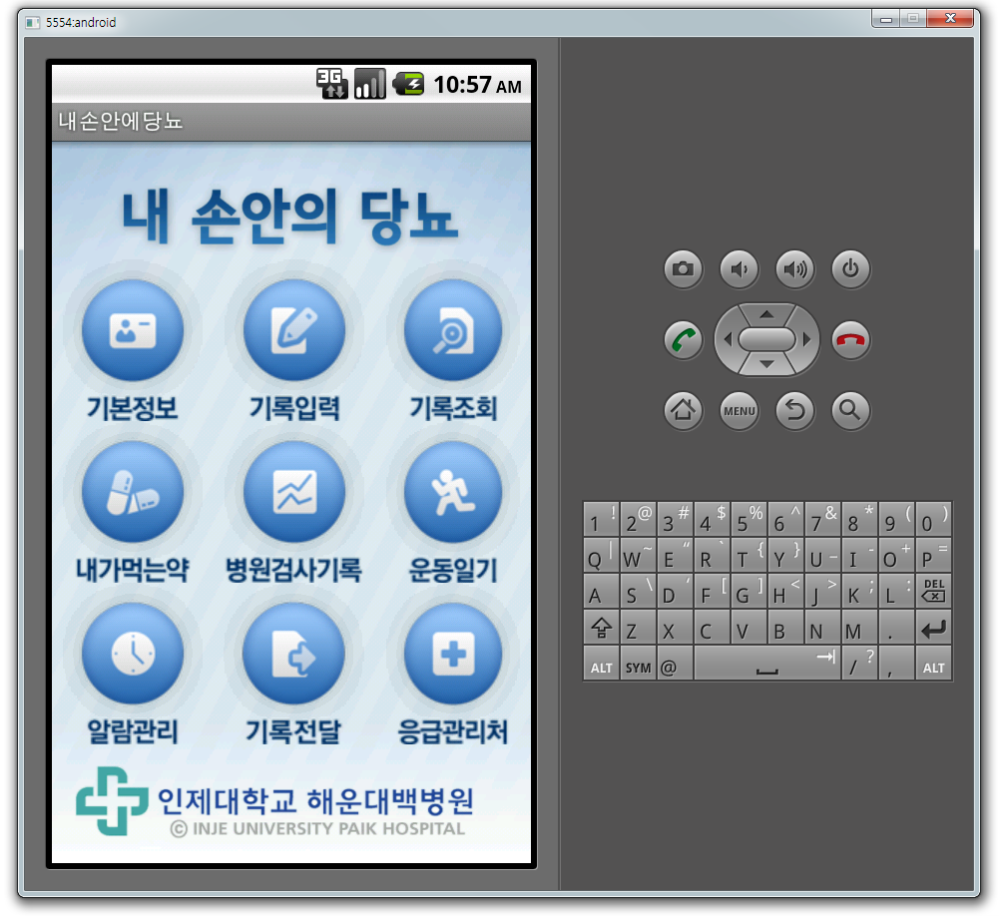 5554:android
3G 10:57 AM
내손안에당뇨
내 손안의 당뇨
기본정보 기록입력 기록조회
내가먹는약 병원검사기록 운동일기
알람관리 기록전달 응급관리처
인제대학교 해운대백병원
© INJE UNIVERSITY PAIK HOSPITAL
MENU
1 ! 2 @ 3 # 4 $ 5 % 6 ^ 7 & 8 * 9 ( 0 )
Q | W ~ E " R ` T { Y } U _ I - O + P =
A S \ D ' F [ G ] H < J > K ; L : DEL
Z X C V B N M .
ALT SYM @ / ? , ALT